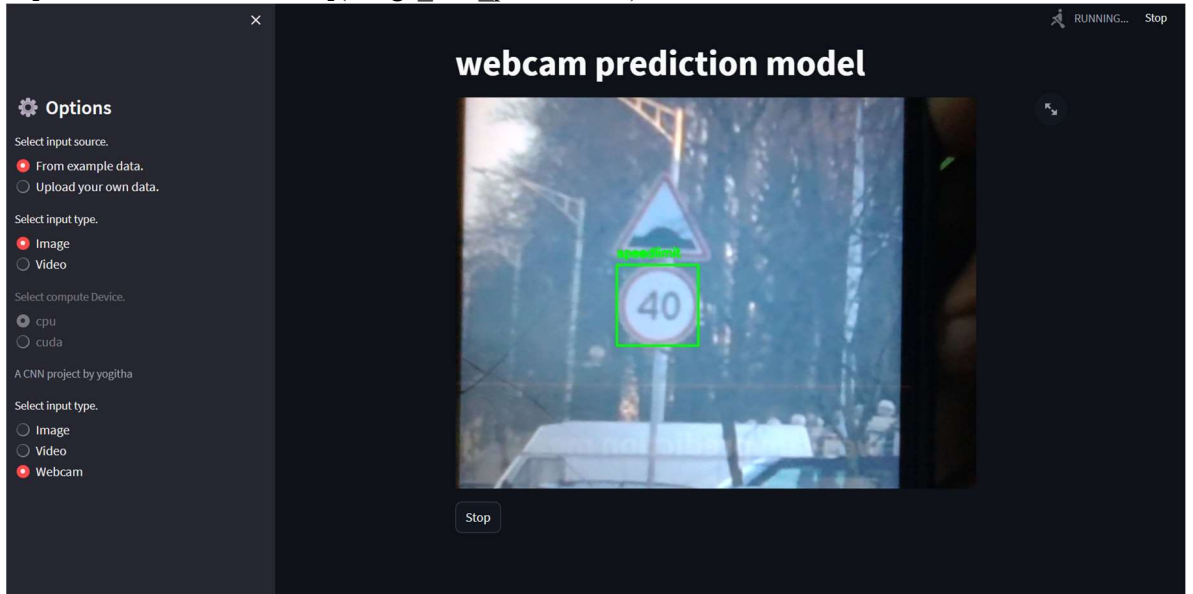 RUNNING... Stop
webcam prediction model
Options
Select input source.
From example data.
Upload your own data.
Select input type.
Image
Video
Select compute Device.
cpu
cuda
A CNN project by yogitha
Select input type.
Image
Video
Webcam
speedlimit
40
Stop